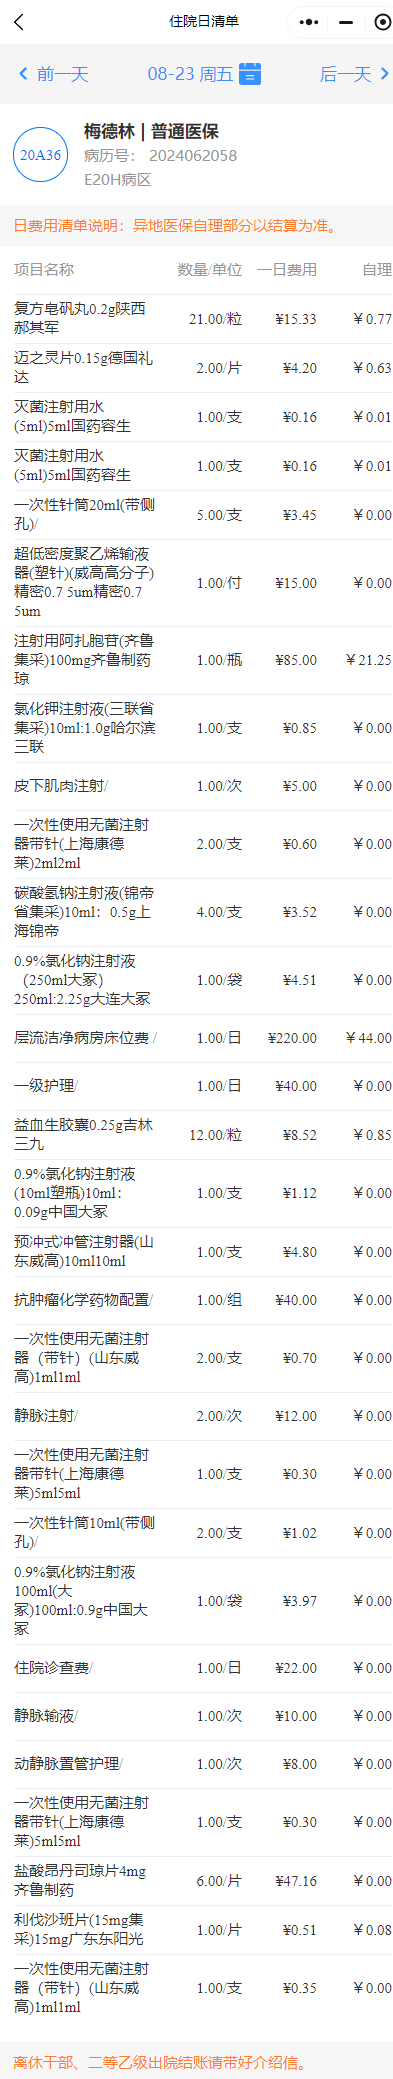 住院日清单
前一天 08-23 周五 后一天
20A36
梅德林 | 普通医保
病历号： 2024062058
E20H病区
日费用清单说明：异地医保自理部分以结算为准。
项目名称 数量/单位 一日费用 自理
复方皂矾丸0.2g陕西
郝其军 21.00/粒 ¥15.33 ￥0.77
迈之灵片0.15g德国礼
达 2.00/片 ¥4.20 ￥0.63
灭菌注射用水
(5ml)5ml国药容生 1.00/支 ¥0.16 ￥0.01
灭菌注射用水
(5ml)5ml国药容生 1.00/支 ¥0.16 ￥0.01
一次性针筒20ml(带侧
孔)/ 5.00/支 ¥3.45 ￥0.00
超低密度聚乙烯输液
器(塑针)(威高高分子)
精密0.7 5um精密0.7
5um 1.00/付 ¥15.00 ￥0.00
注射用阿扎胞苷(齐鲁
集采)100mg齐鲁制药
琼 1.00/瓶 ¥85.00 ￥21.25
氯化钾注射液(三联省
集采)10ml:1.0g哈尔滨
三联 1.00/支 ¥0.85 ￥0.00
皮下肌肉注射/ 1.00/次 ¥5.00 ￥0.00
一次性使用无菌注射
器带针(上海康德
莱)2ml2ml 2.00/支 ¥0.60 ￥0.00
碳酸氢钠注射液(锦帝
省集采)10ml：0.5g上
海锦帝 4.00/支 ¥3.52 ￥0.00
0.9%氯化钠注射液
（250ml大冢）
250ml:2.25g大连大冢 1.00/袋 ¥4.51 ￥0.00
层流洁净病房床位费 / 1.00/日 ¥220.00 ￥44.00
一级护理/ 1.00/日 ¥40.00 ￥0.00
益血生胶囊0.25g吉林
三九 12.00/粒 ¥8.52 ￥0.85
0.9%氯化钠注射液
(10ml塑瓶)10ml：
0.09g中国大冢 1.00/支 ¥1.12 ￥0.00
预冲式冲管注射器(山
东威高)10ml10ml 1.00/支 ¥4.80 ￥0.00
抗肿瘤化学药物配置/ 1.00/组 ¥40.00 ￥0.00
一次性使用无菌注射
器（带针）(山东威
高)1ml1ml 2.00/支 ¥0.70 ￥0.00
静脉注射/ 2.00/次 ¥12.00 ￥0.00
一次性使用无菌注射
器带针(上海康德
莱)5ml5ml 1.00/支 ¥0.30 ￥0.00
一次性针筒10ml(带侧
孔)/ 2.00/支 ¥1.02 ￥0.00
0.9%氯化钠注射液
100ml(大
冢)100ml:0.9g中国大
冢 1.00/袋 ¥3.97 ￥0.00
住院诊查费/ 1.00/日 ¥22.00 ￥0.00
静脉输液/ 1.00/次 ¥10.00 ￥0.00
动静脉置管护理/ 1.00/次 ¥8.00 ￥0.00
一次性使用无菌注射
器带针(上海康德
莱)5ml5ml 1.00/支 ¥0.30 ￥0.00
盐酸昂丹司琼片4mg
齐鲁制药 6.00/片 ¥47.16 ￥0.00
利伐沙班片(15mg集
采)15mg广东东阳光 1.00/片 ¥0.51 ￥0.08
一次性使用无菌注射
器（带针）(山东威
高)1ml1ml 1.00/支 ¥0.35 ￥0.00
离休干部、二等乙级出院结账请带好介绍信。